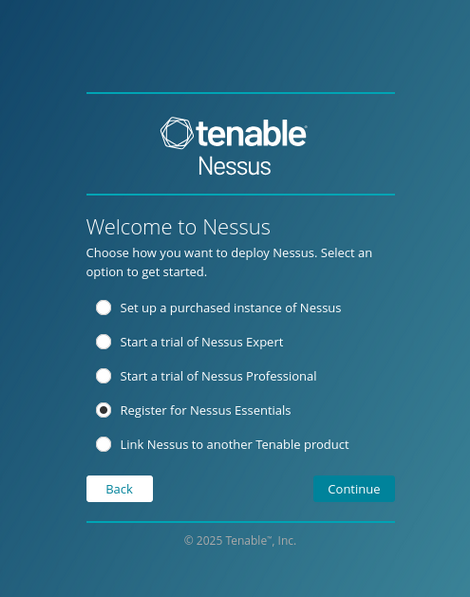 tenable
Nessus
Welcome to Nessus
Choose how you want to deploy Nessus. Select an
option to get started.
Set up a purchased instance of Nessus
Start a trial of Nessus Expert
Start a trial of Nessus Professional
Register for Nessus Essentials
Link Nessus to another Tenable product
Back
Continue
© 2025 Tenable™, Inc.